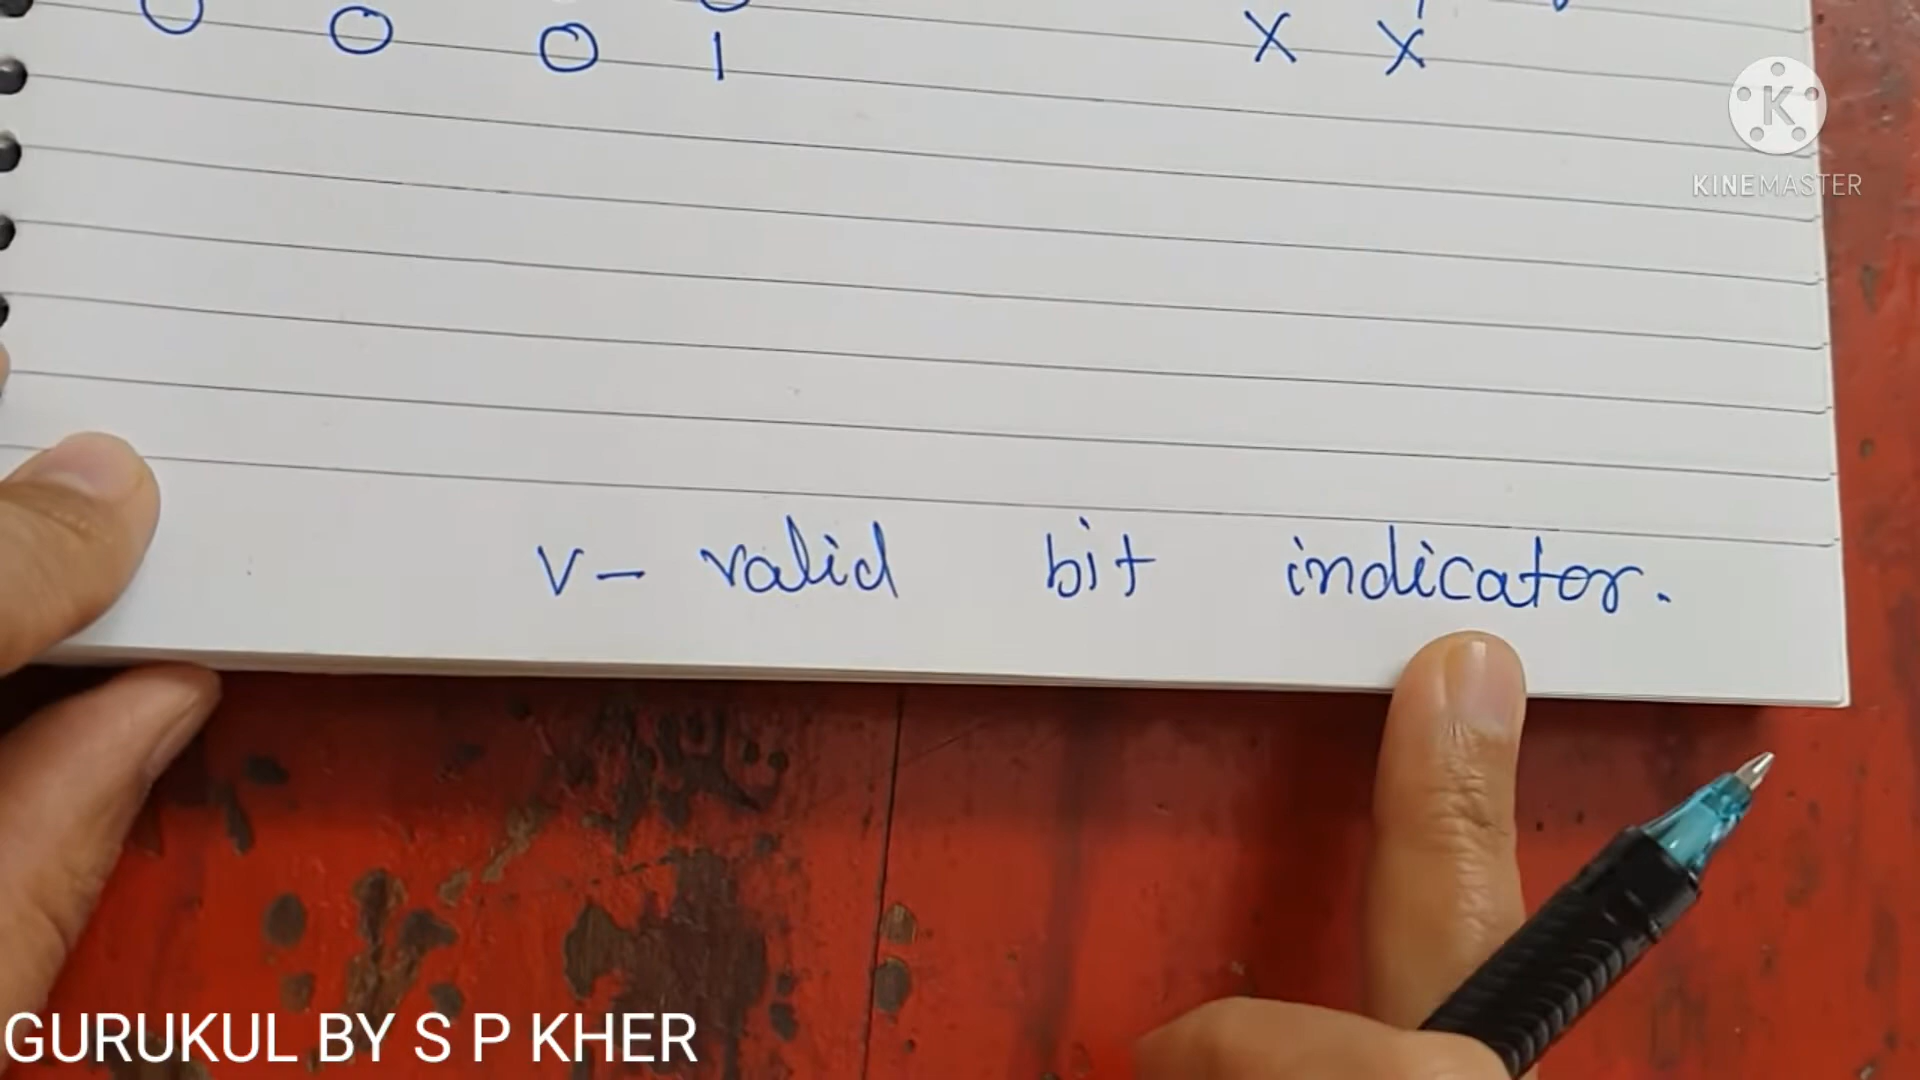 0 0 0 1 X X
KINEMASTER
V - valid bit indicator.
GURUKUL BY S P KHER